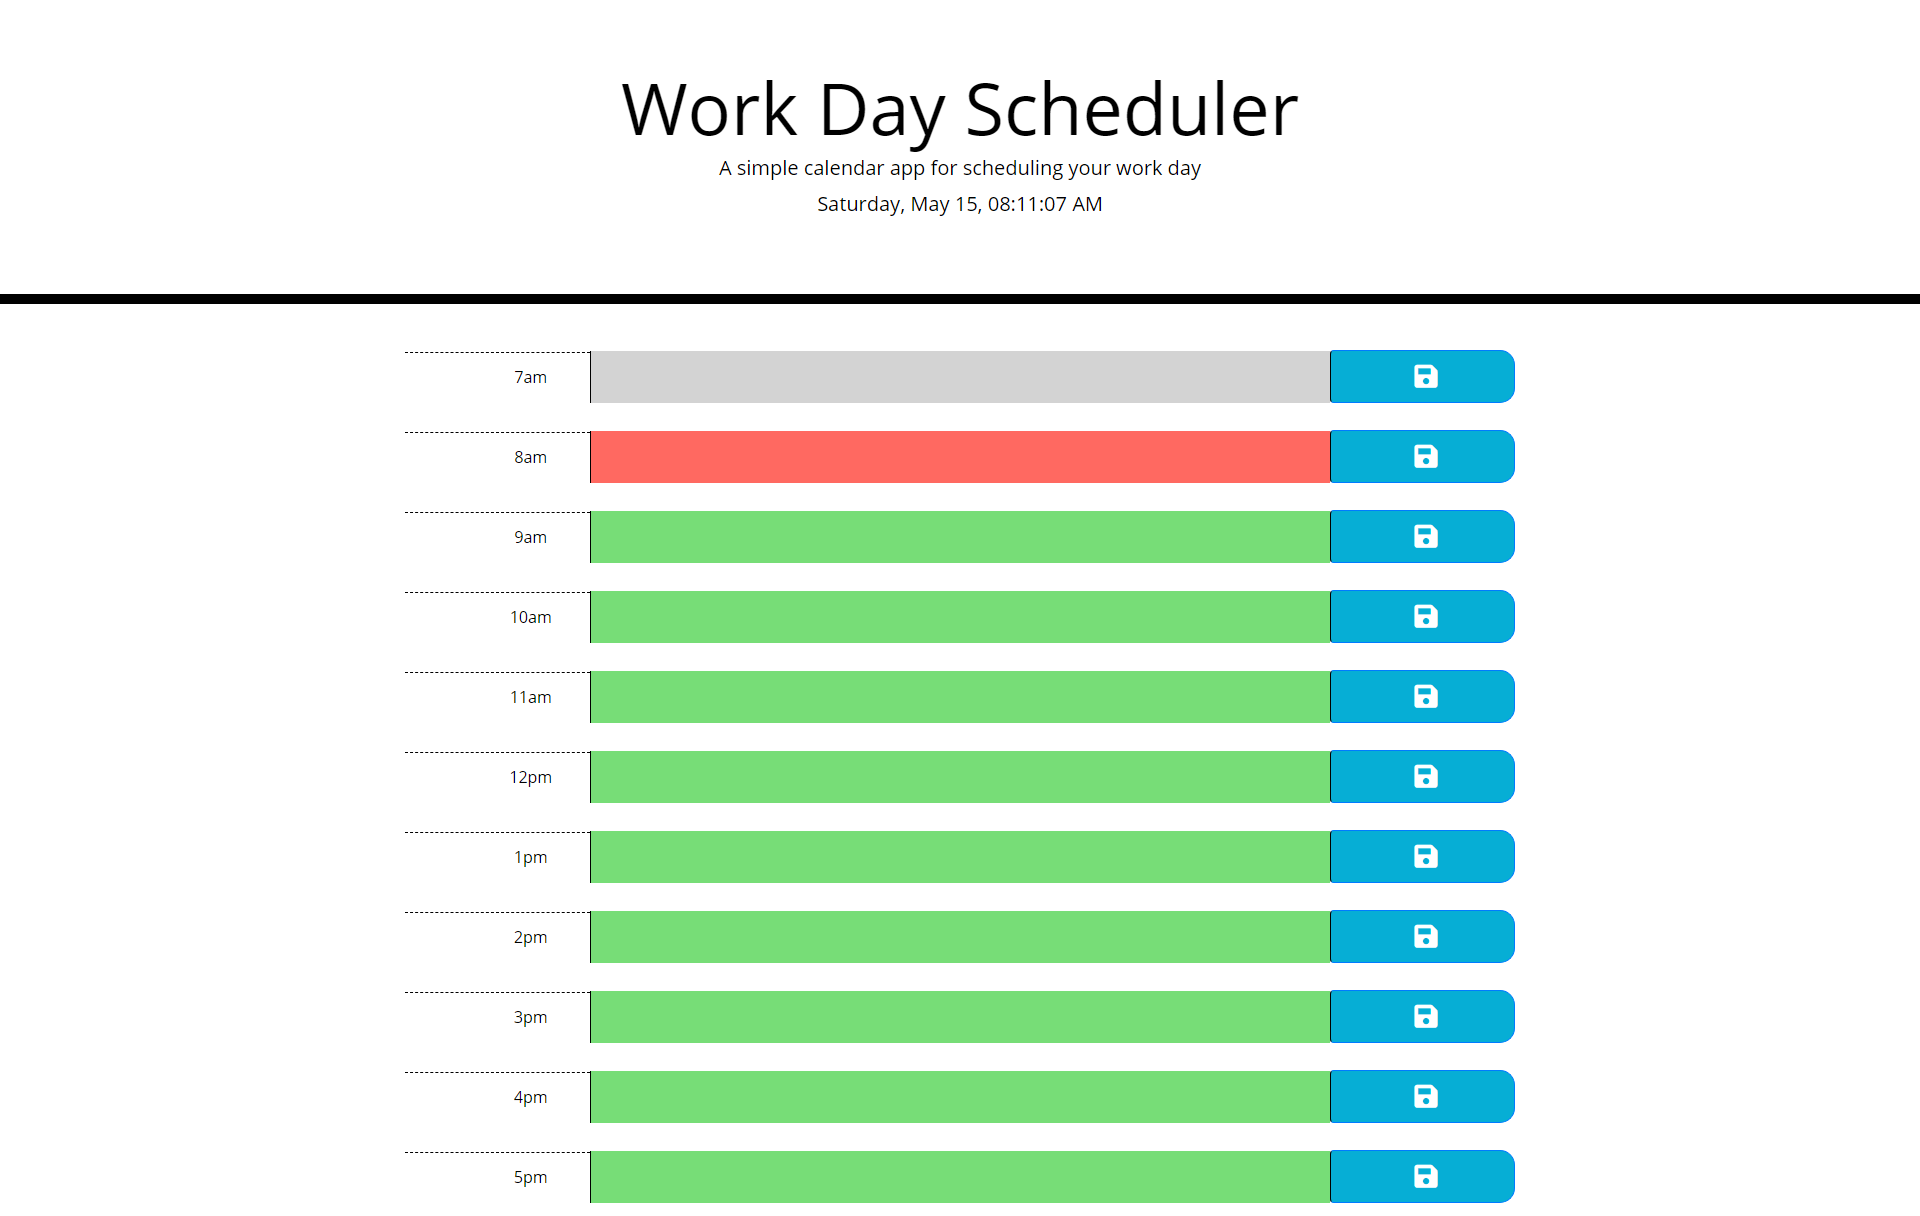 Work Day Scheduler
A simple calendar app for scheduling your work day
Saturday, May 15, 08:11:07 AM
7am
8am
9am
10am
11am
12pm
1pm
2pm
3pm
4pm
5pm